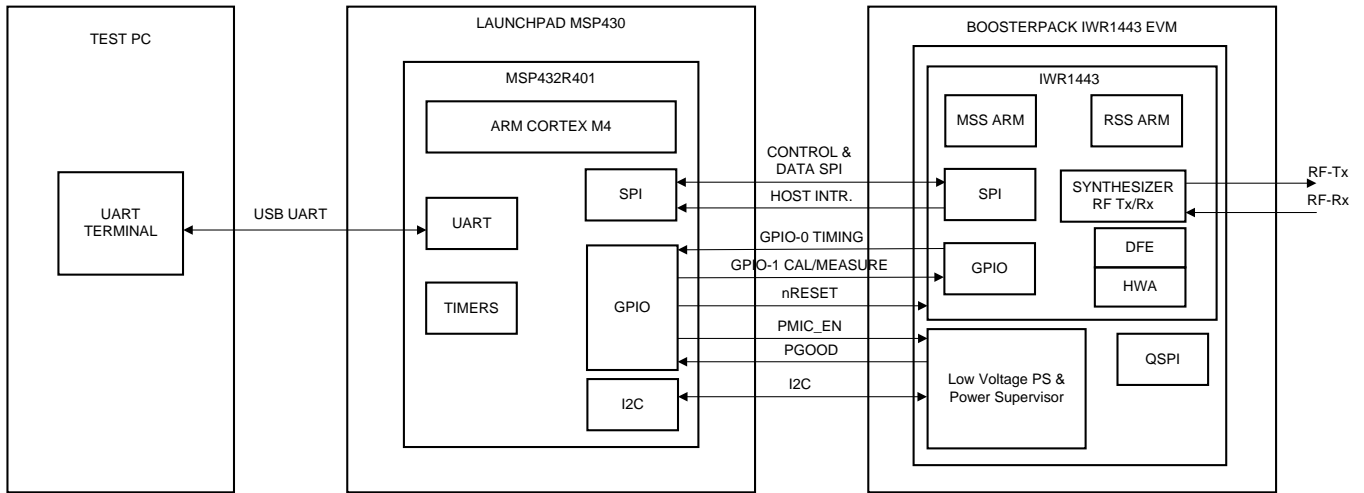 TEST PC
UART
TERMINAL
USB UART
LAUNCHPAD MSP430
MSP432R401
ARM CORTEX M4
SPI
UART
TIMERS
GPIO
I2C
CONTROL &
DATA SPI
HOST INTR.
GPIO-0 TIMING
GPIO-1 CAL/MEASURE
nRESET
PMIC_EN
PGOOD
I2C
BOOSTERPACK IWR1443 EVM
IWR1443
MSS ARM
RSS ARM
SPI
SYNTHESIZER
RF Tx/Rx
GPIO
DFE
HWA
Low Voltage PS &
Power Supervisor
QSPI
RF-Tx
RF-Rx